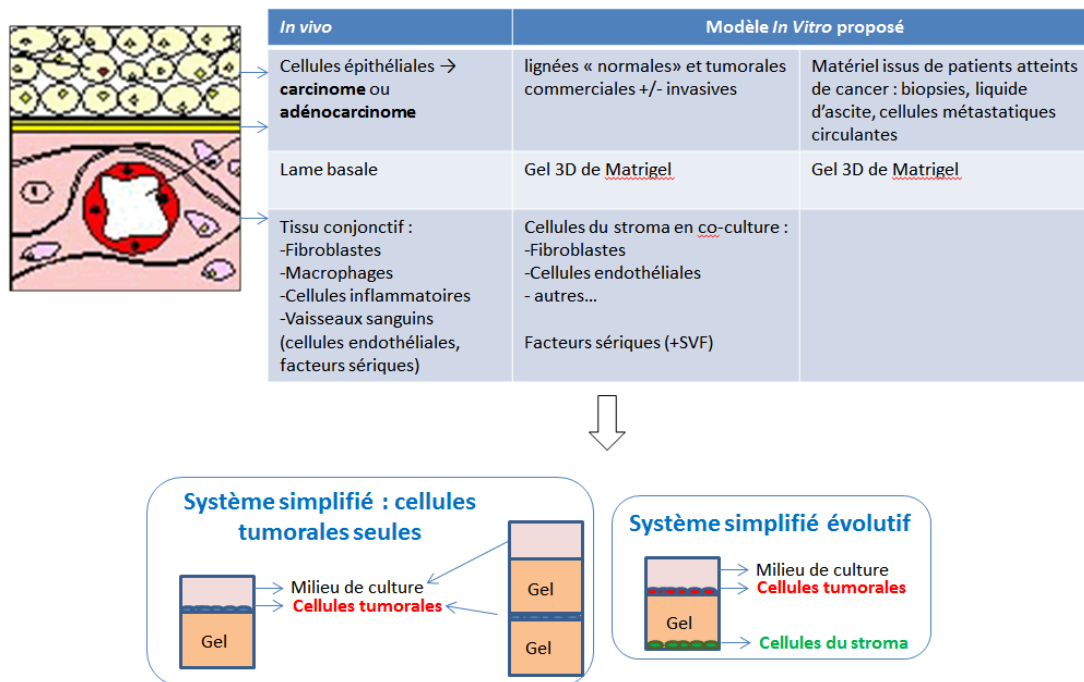 In vivo
Modèle In Vitro proposé
Cellules épithéliales →
carcinome ou
adénocarcinome
lignées « normales» et tumorales
commerciales +/- invasives
Matériel issus de patients atteints
de cancer : biopsies, liquide
d'ascite, cellules métastatiques
circulantes
Lame basale
Gel 3D de Matrigel
Gel 3D de Matrigel
Tissu conjonctif :
-Fibroblastes
-Macrophages
-Cellules inflammatoires
-Vaisseaux sanguins
(cellules endothéliales,
facteurs sériques)
Cellules du stroma en co-culture :
-Fibroblastes
-Cellules endothéliales
- autres...
Facteurs sériques (+SVF)
Système simplifié : cellules
tumorales seules
Milieu de culture
Cellules tumorales
Gel
Gel
Gel
Système simplifié évolutif
Milieu de culture
Cellules tumorales
Gel
Cellules du stroma